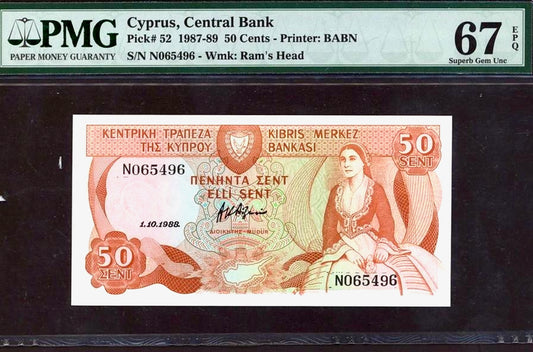 PMG
PAPER MONEY GUARANTY
Cyprus, Central Bank
Pick# 52 1987-89 50 Cents - Printer: BABN
S/N N065496 - Wmk: Ram's Head
67 EPQ
Superb Gem Unc
ΚΕΝΤΡΙΚΗ ΤΡΑΠΕΖΑ
ΤΗΣ ΚΥΠΡΟΥ
KIBRIS MERKEZ
BANKASI
50
ΣΕΝΤ
N065496
ΠΕΝΗΝΤΑ ΣΕΝΤ
ELLİ SENT
1.10.1988.
ΔΙΟΙΚΗΤΗΣ - MÜDÜR
50
ΣΕΝΤ
N065496